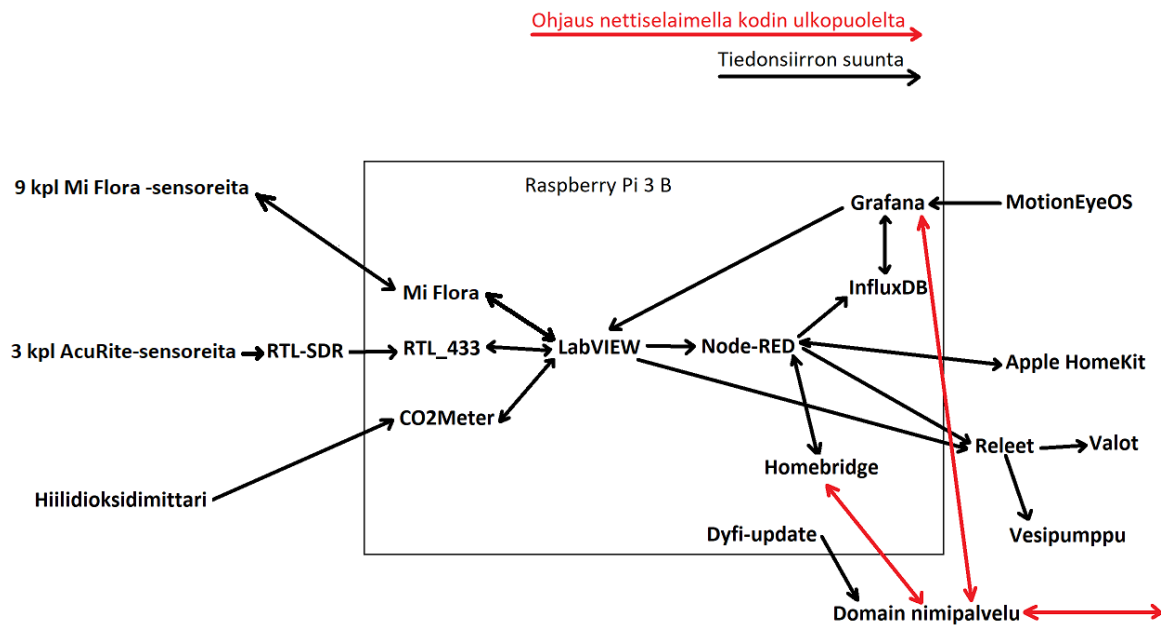 Ohjaus nettiselaimella kodin ulkopuolelta
Tiedonsiirron suunta
Raspberry Pi 3 B
9 kpl Mi Flora -sensoreita
Grafana
MotionEyeOS
InfluxDB
Mi Flora
3 kpl AcuRite-sensoreita
RTL-SDR
RTL_433
LabVIEW
Node-RED
Apple HomeKit
CO2Meter
Releet
Valot
Homebridge
Hiilidioksidimittari
Dyfi-update
Vesipumppu
Domain nimipalvelu